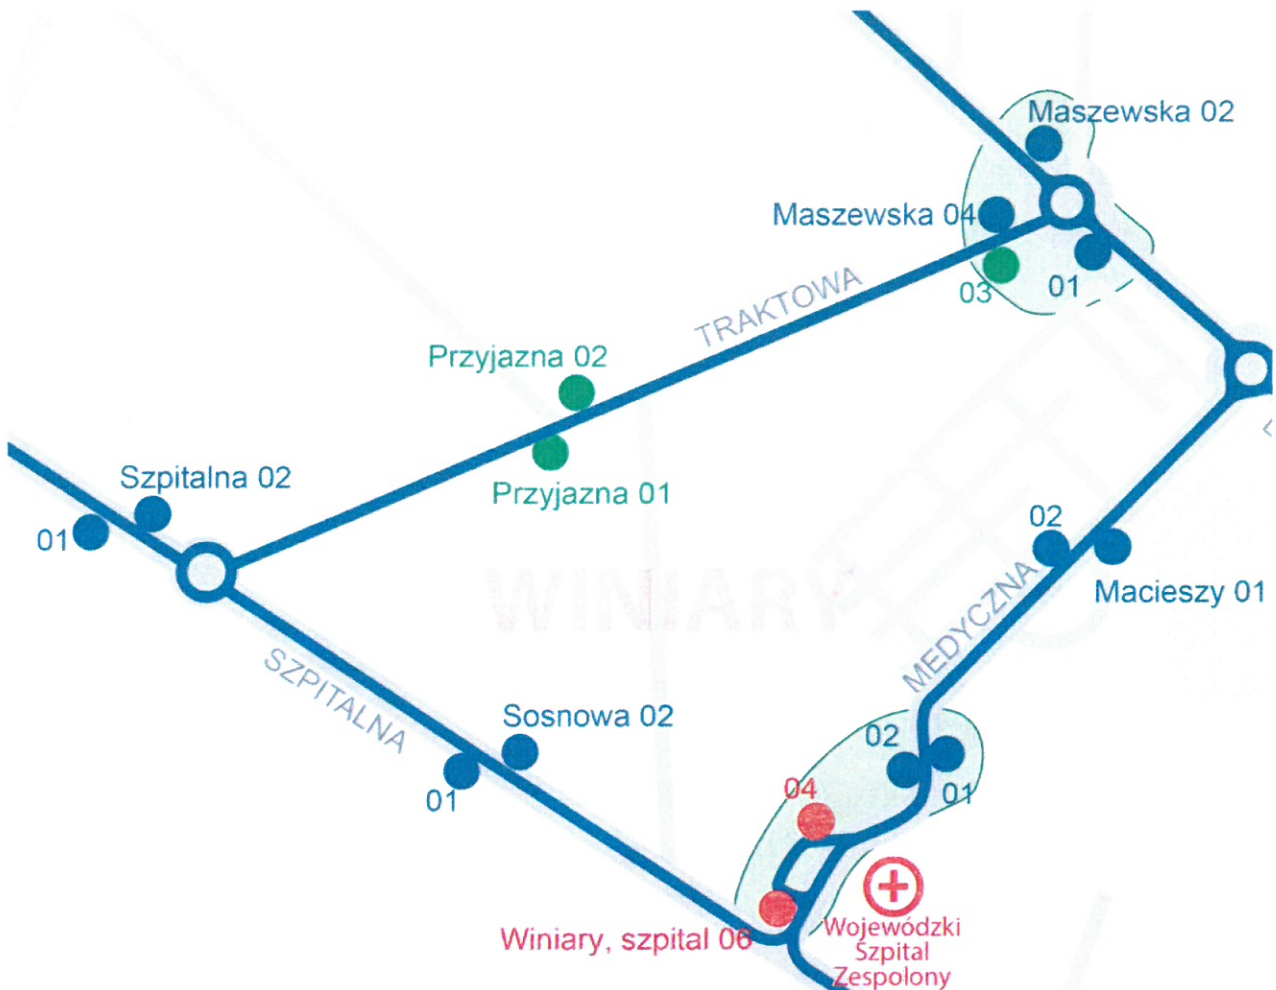 Maszewska 02
Maszewska 04
03
01
TRAKTOWA
Przyjazna 02
Przyjazna 01
Szpitalna 02
01
02
Macieszy 01
WINIARY
MEDYCZNA
SZPITALNA
Sosnowa 02
01
02
01
04
Winiary, szpital 06
Wojewódzki
Szpital
Zespolony